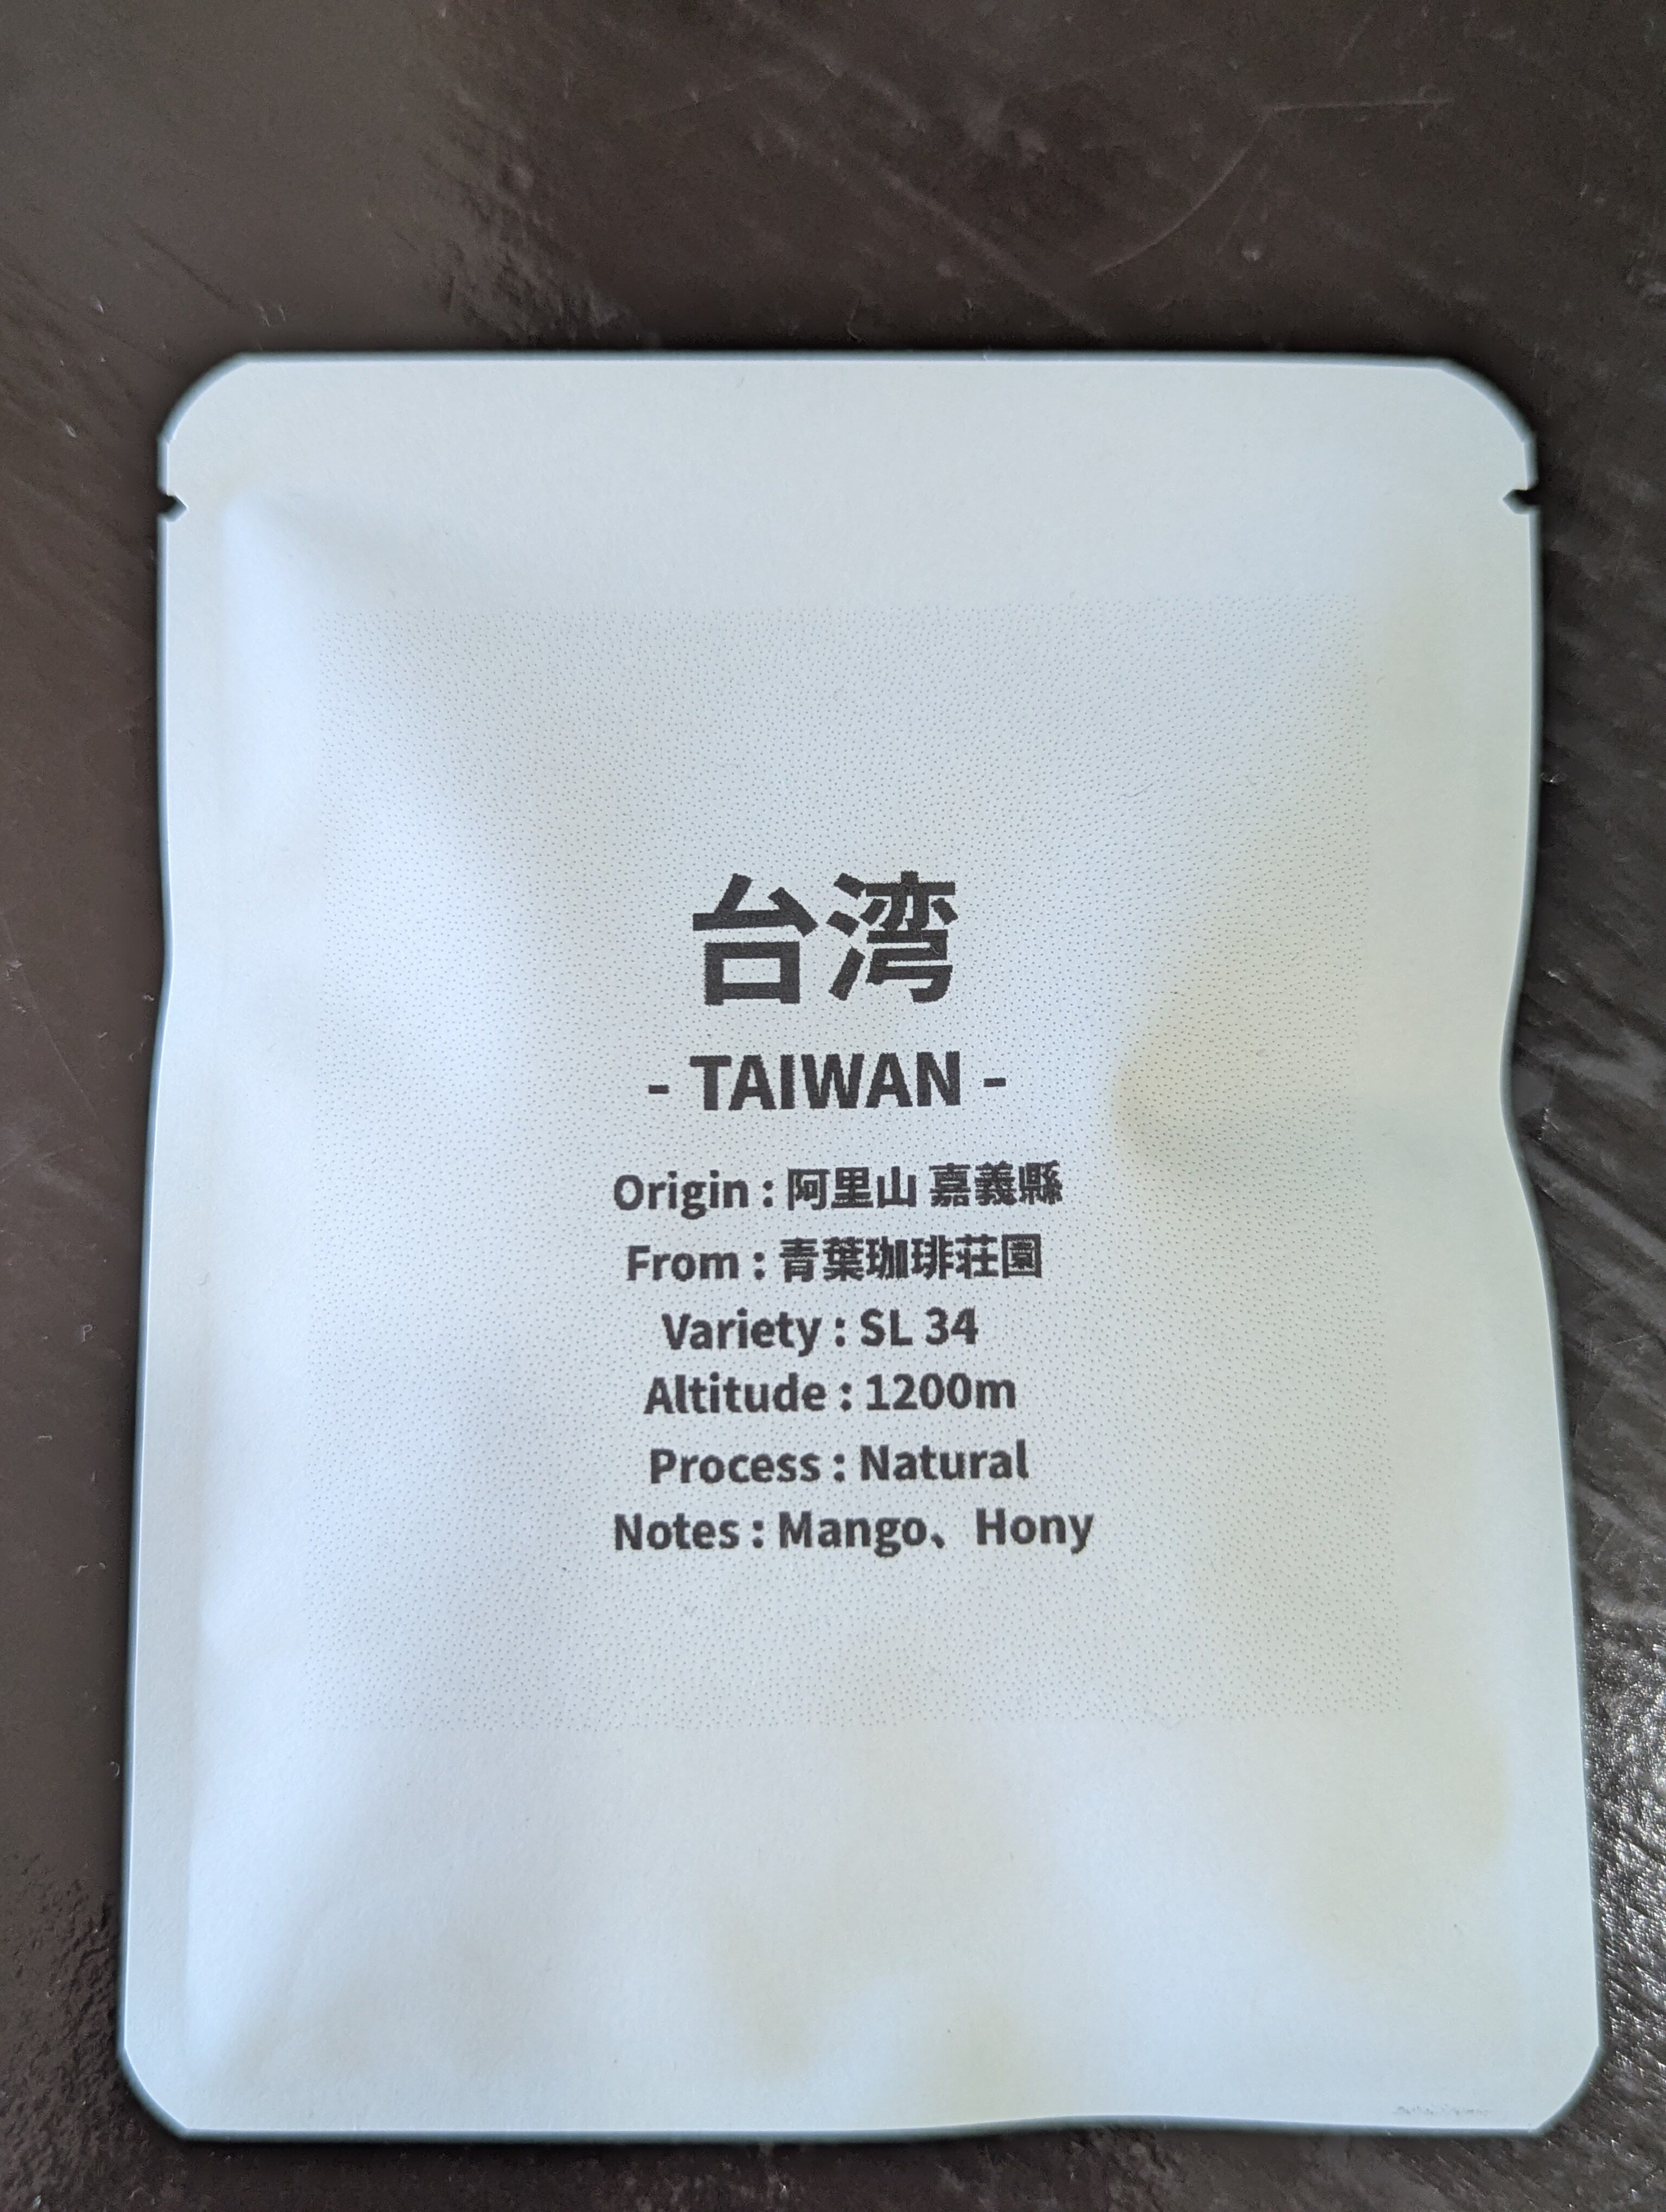 台湾
- TAIWAN -
Origin : 阿里山 嘉義縣
From : 青葉珈琲荘園
Variety : SL 34
Altitude : 1200m
Process : Natural
Notes : Mango、Hony